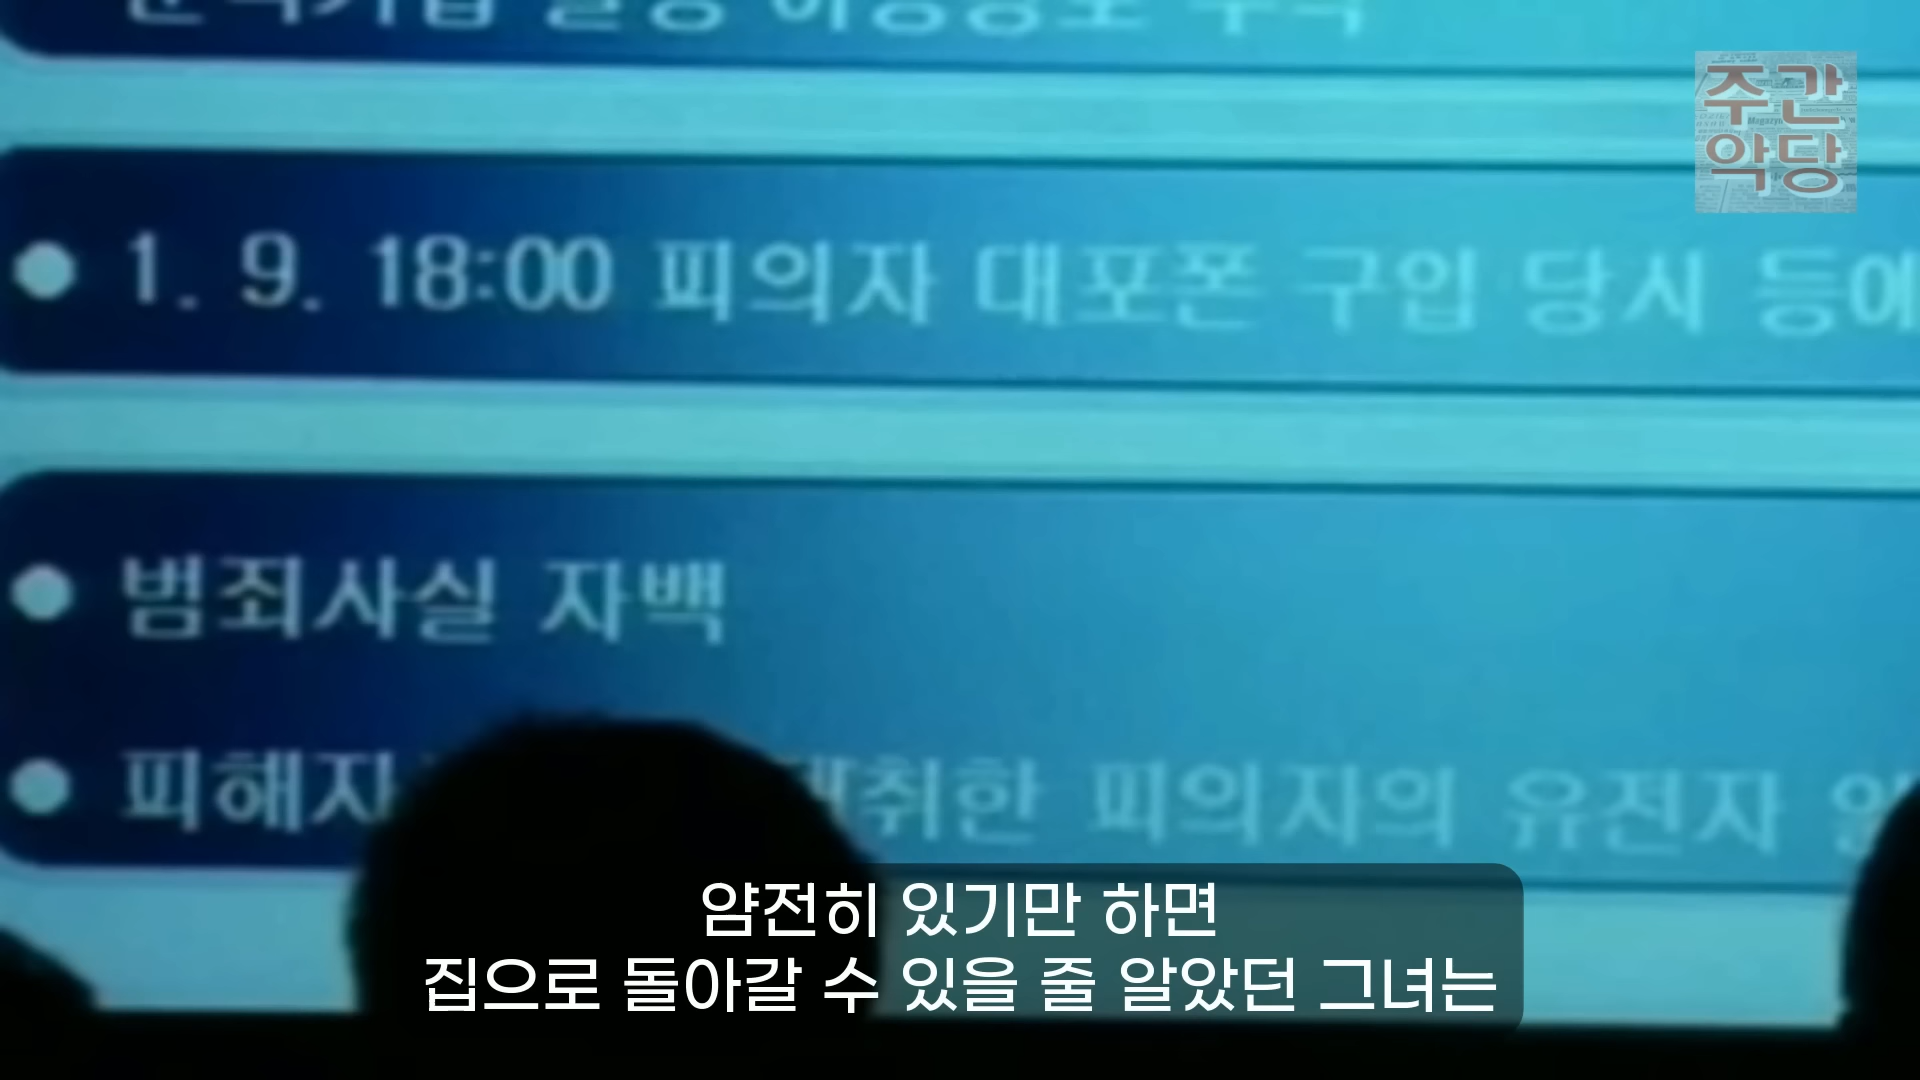 주간
악당
● 1. 9. 18:00 피의자 대포폰 구입 당시 등에
● 범죄사실 자백
● 피해자 채취한 피의자의 유전자
얌전히 있기만 하면
집으로 돌아갈 수 있을 줄 알았던 그녀는